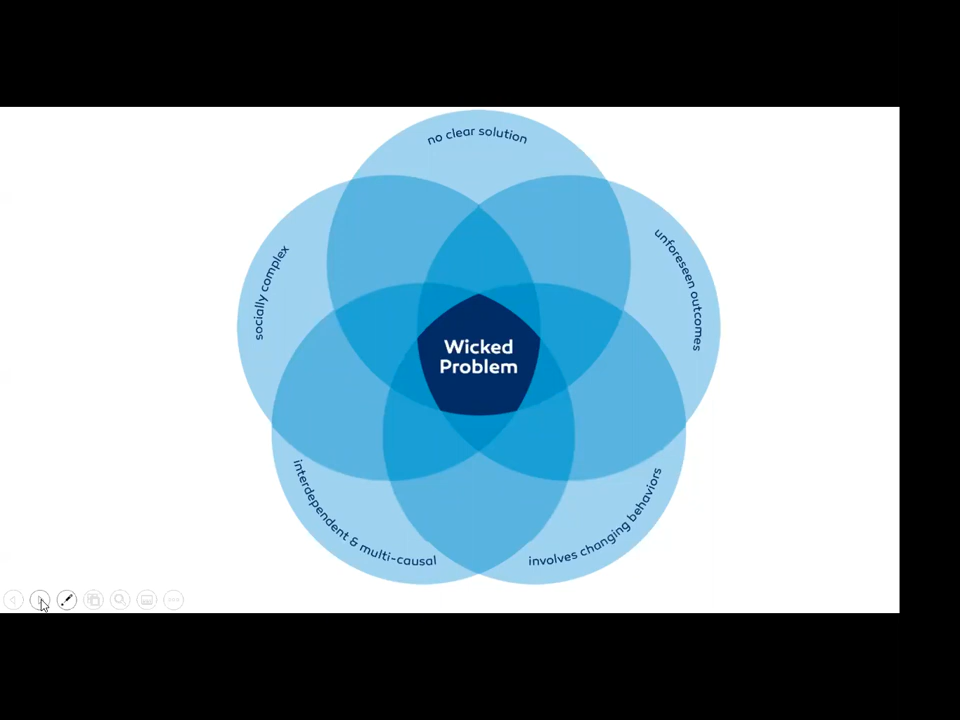 no clear solution
unforeseen outcomes
socially complex
Wicked
Problem
interdependent & multi-causal
involves changing behaviors